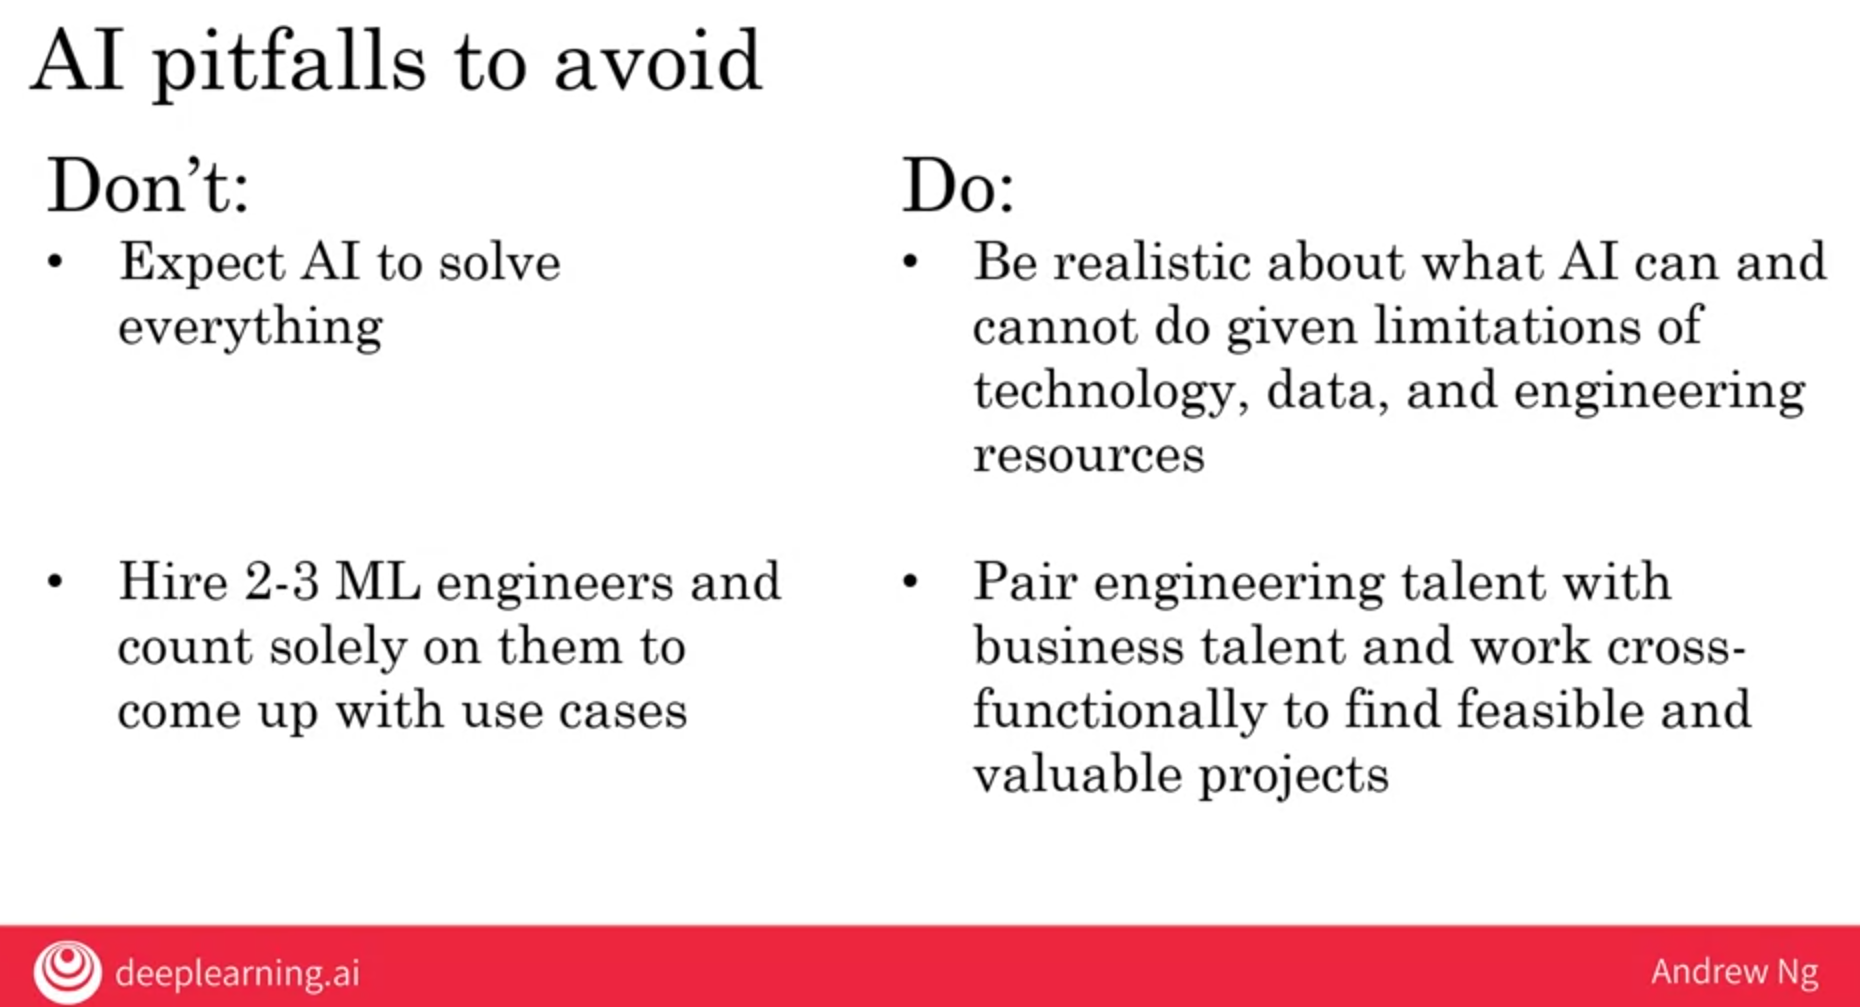 AI pitfalls to avoid
Don’t:
• Expect AI to solve
everything
• Hire 2-3 ML engineers and
count solely on them to
come up with use cases
Do:
• Be realistic about what AI can and
cannot do given limitations of
technology, data, and engineering
resources
• Pair engineering talent with
business talent and work cross-
functionally to find feasible and
valuable projects
deeplearning.ai
Andrew Ng